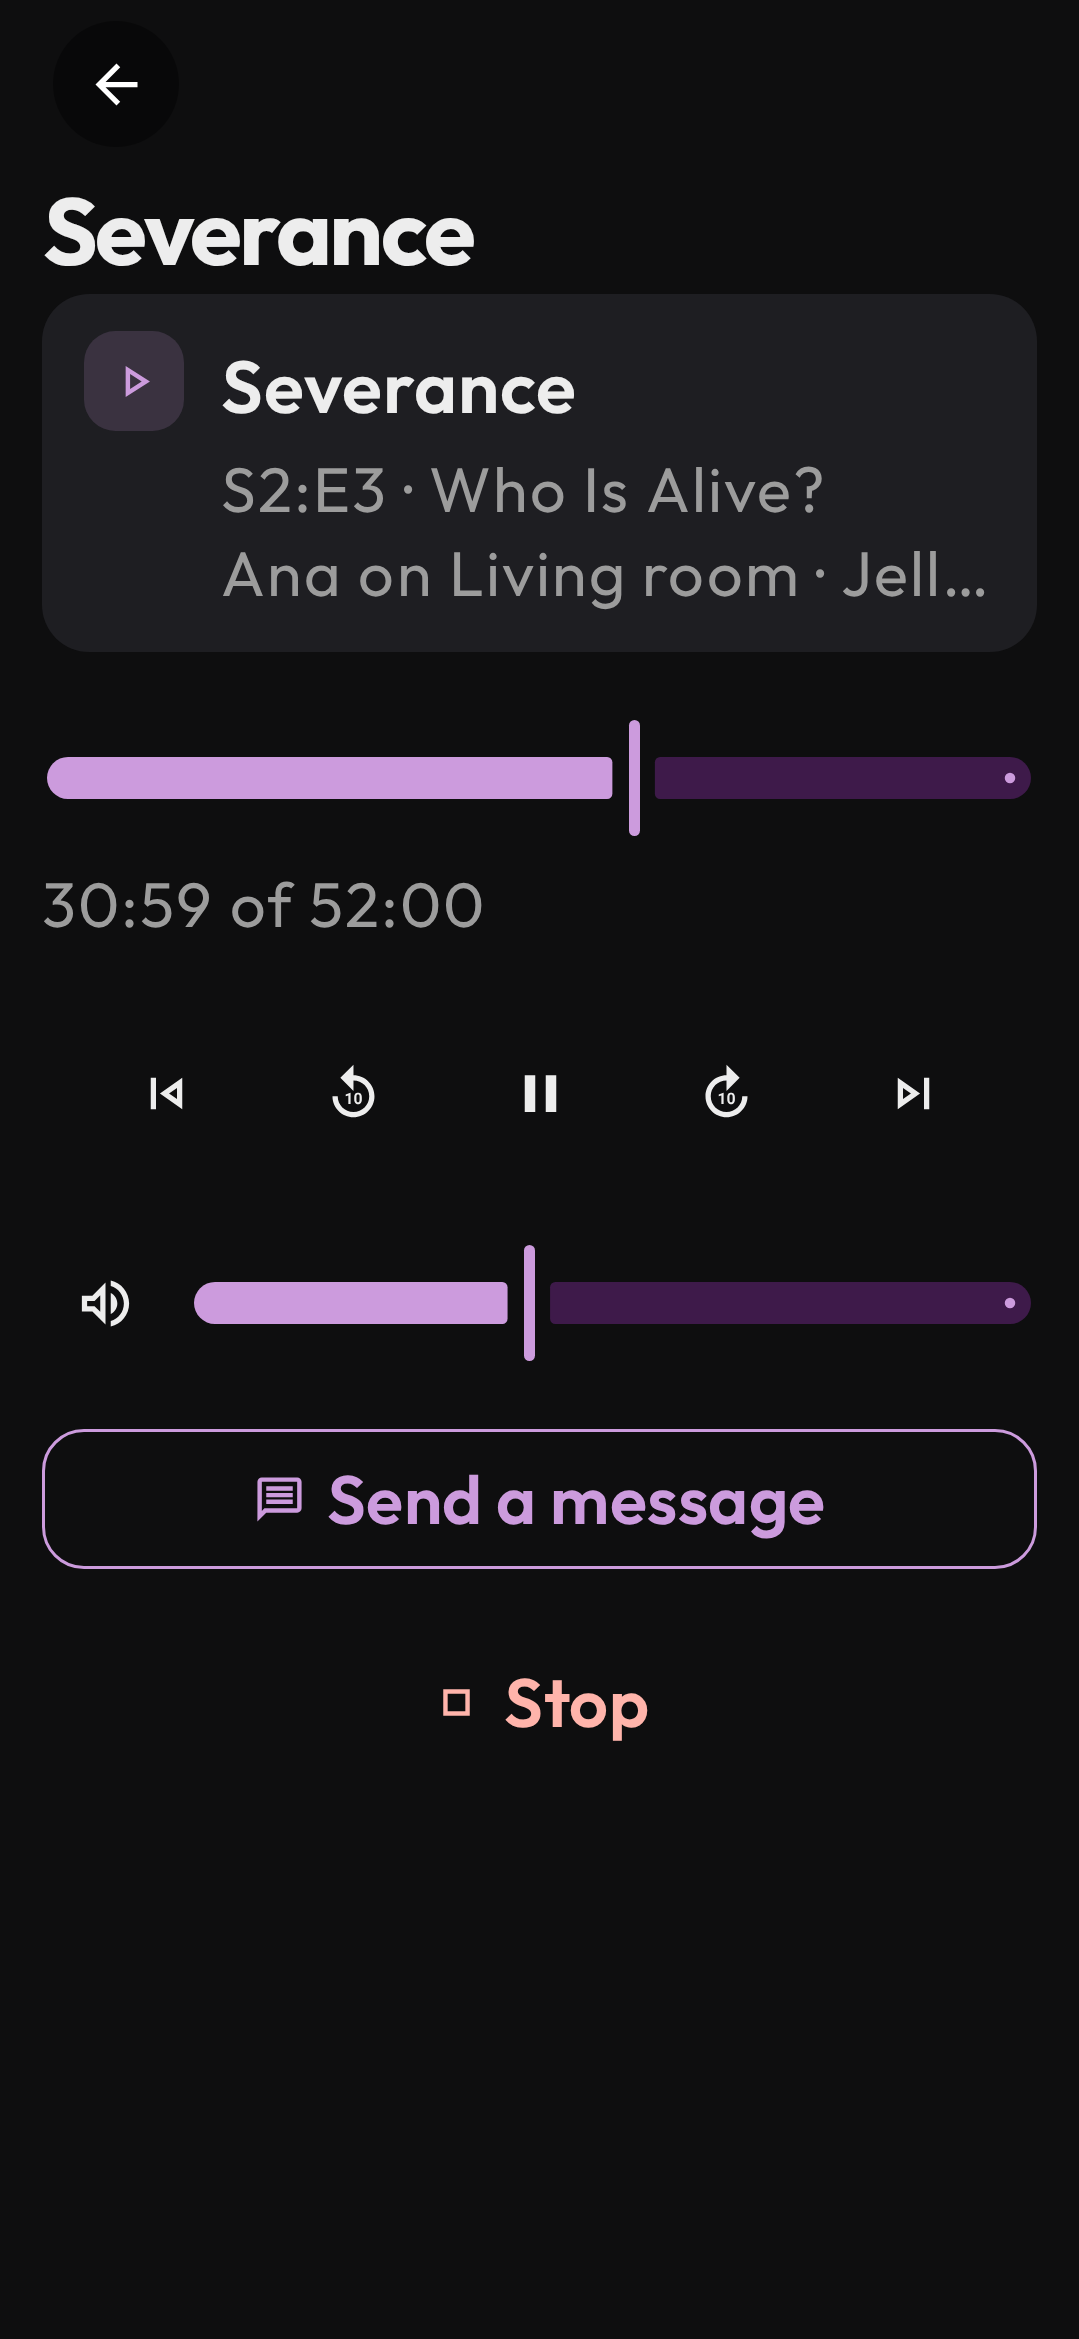 Severance
Severance
S2:E3 · Who Is Alive?
Ana on Living room · Jell…
30:59 of 52:00
10
10
Send a message
Stop